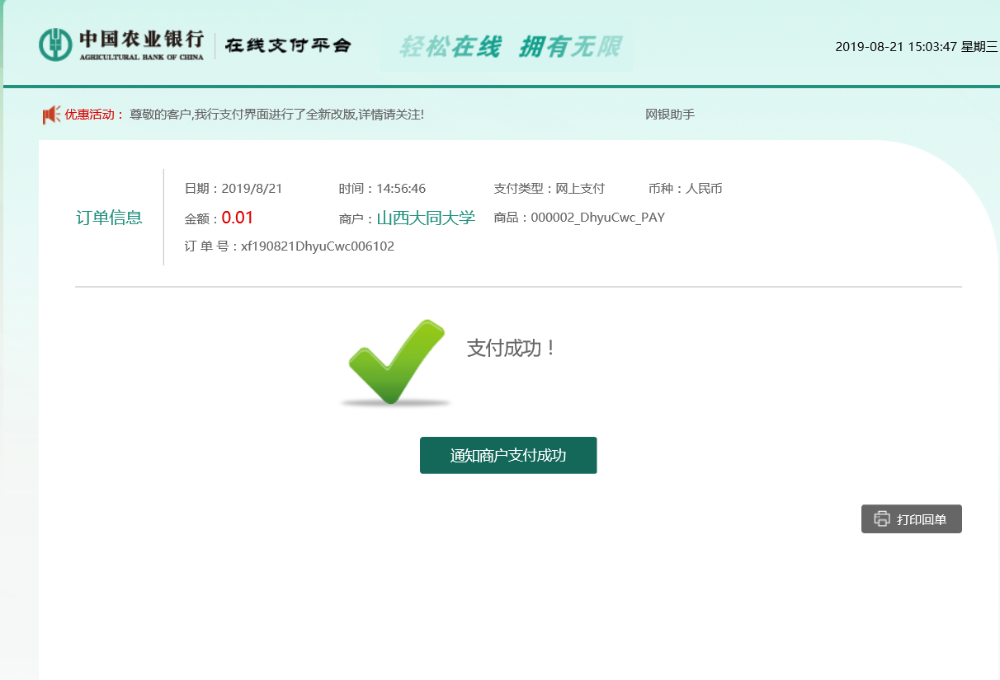 中国农业银行 在线支付平台 轻松在线 拥有无限 2019-08-21 15:03:47 星期三
AGRICULTURAL BANK OF CHINA
优惠活动： 尊敬的客户,我行支付界面进行了全新改版,详情请关注! 网银助手
日期：2019/8/21 时间：14:56:46 支付类型：网上支付 币种：人民币
订单信息 金额：0.01 商户：山西大同大学 商品：000002_DhyuCwc_PAY
订 单 号：xf190821DhyuCwc006102
支付成功！
通知商户支付成功
打印回单